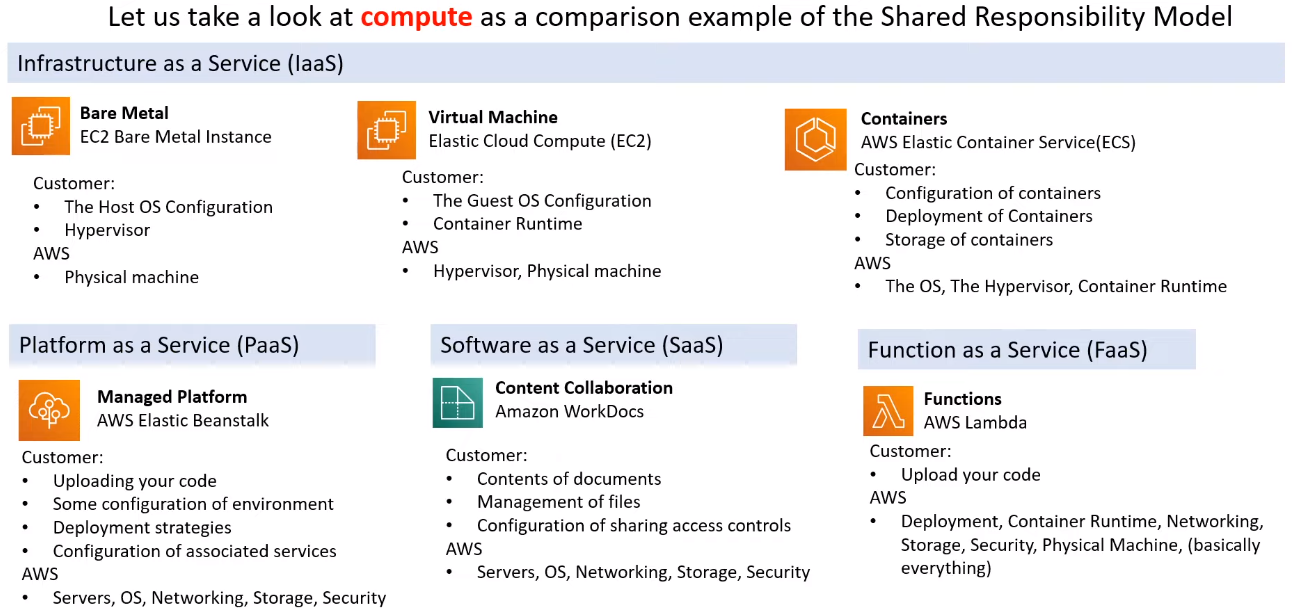 Let us take a look at compute as a comparison example of the Shared Responsibility Model
Infrastructure as a Service (IaaS)
Bare Metal
EC2 Bare Metal Instance
Customer:
• The Host OS Configuration
• Hypervisor
AWS
• Physical machine
Virtual Machine
Elastic Cloud Compute (EC2)
Customer:
• The Guest OS Configuration
• Container Runtime
AWS
• Hypervisor, Physical machine
Containers
AWS Elastic Container Service(ECS)
Customer:
• Configuration of containers
• Deployment of Containers
• Storage of containers
AWS
• The OS, The Hypervisor, Container Runtime
Platform as a Service (PaaS)
Managed Platform
AWS Elastic Beanstalk
Customer:
• Uploading your code
• Some configuration of environment
• Deployment strategies
• Configuration of associated services
AWS
• Servers, OS, Networking, Storage, Security
Software as a Service (SaaS)
Content Collaboration
Amazon WorkDocs
Customer:
• Contents of documents
• Management of files
• Configuration of sharing access controls
AWS
• Servers, OS, Networking, Storage, Security
Function as a Service (FaaS)
Functions
AWS Lambda
Customer:
• Upload your code
AWS
• Deployment, Container Runtime, Networking,
Storage, Security, Physical Machine, (basically
everything)